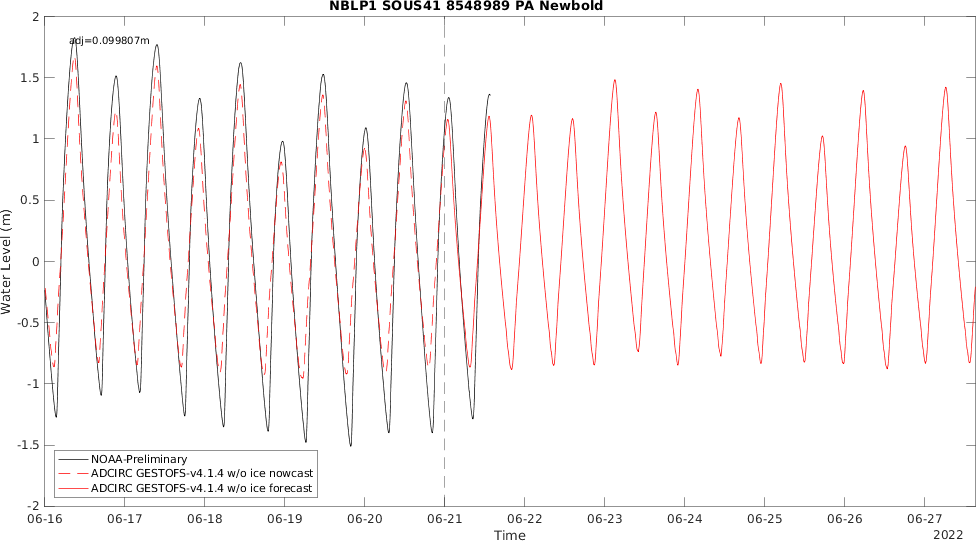 NBLP1 SOUS41 8548989 PA Newbold
adj=0.099807m
2
1.5
1
0.5
0
-0.5
-1
-1.5
-2
Water Level (m)
NOAA-Preliminary
ADCIRC GESTOFS-v4.1.4 w/o ice nowcast
ADCIRC GESTOFS-v4.1.4 w/o ice forecast
06-16 06-17 06-18 06-19 06-20 06-21 06-22 06-23 06-24 06-25 06-26 06-27
Time
2022